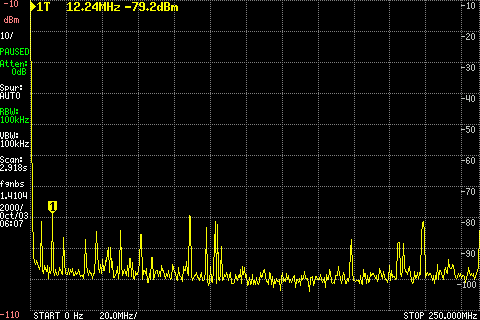 -10
dBm
10/
PAUSED
Atten:
0dB
Spur:
AUTO
RBW:
100kHz
VBW:
100kHz
Scan:
2.918s
fgnbs
1.4104
2000/
Oct/03
06:07
-110
1T 12.24MHz -79.2dBm
1
-10
-20
-30
-40
-50
-60
-70
-80
-90
-100
START 0 Hz 20.0MHz/ STOP 250.000MHz